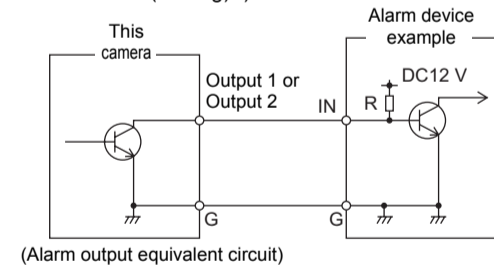 Alarm device
example
This
camera
DC12 V
Output 1 or
Output 2
IN
R
G
G
(Alarm output equivalent circuit)